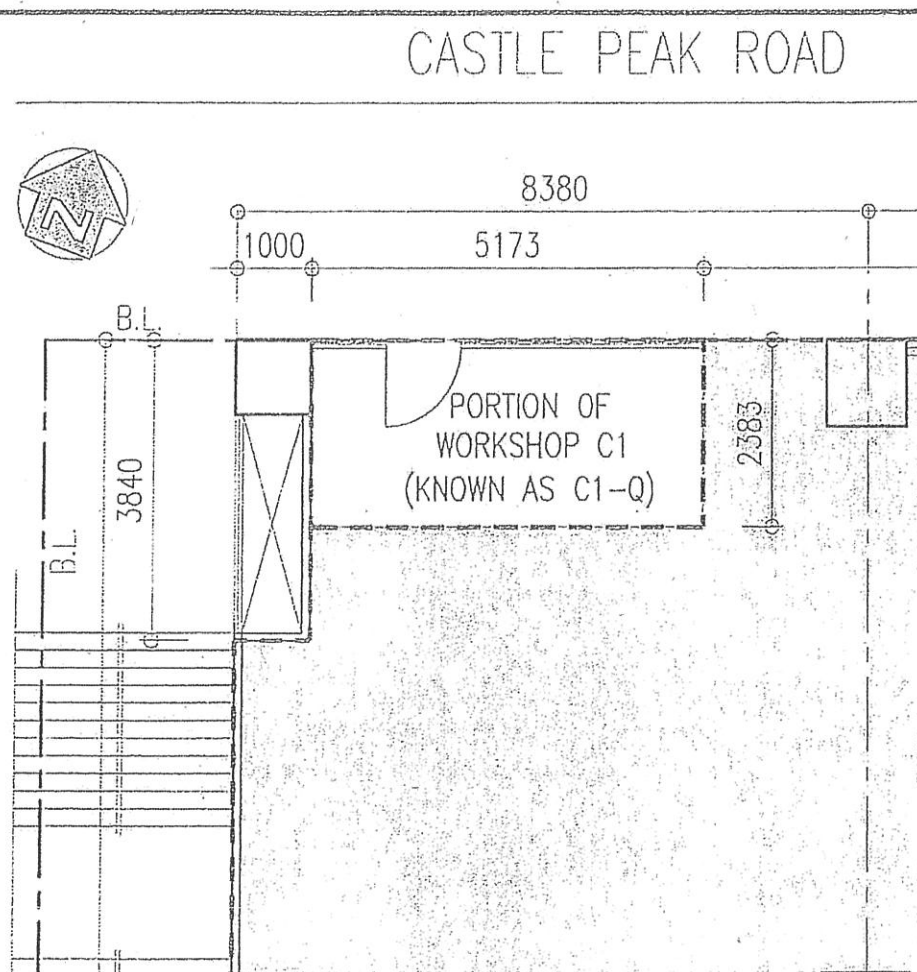 CASTLE PEAK ROAD
N
8380
1000
5173
B.L.
PORTION OF
WORKSHOP C1
(KNOWN AS C1-Q)
2383
3840
B.L.